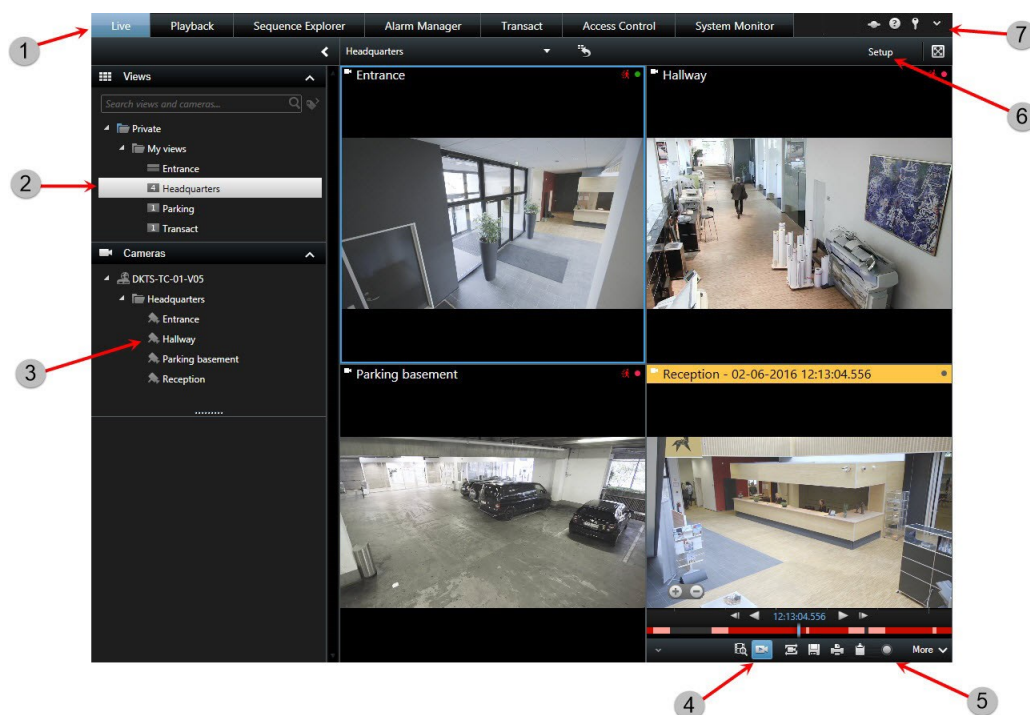 Live Playback Sequence Explorer Alarm Manager Transact Access Control System Monitor
1
7
Headquarters
Setup
Views
Entrance
Hallway
Search views and cameras...
6
Private
My views
Entrance
2
4 Headquarters
1 Parking
1 Transact
Cameras
DKTS-TC-01-V05
Headquarters
Entrance
Hallway
3
Parking basement
Parking basement
Reception - 02-06-2016 12:13:04.556
Reception
12:13:04.556
More
4
5